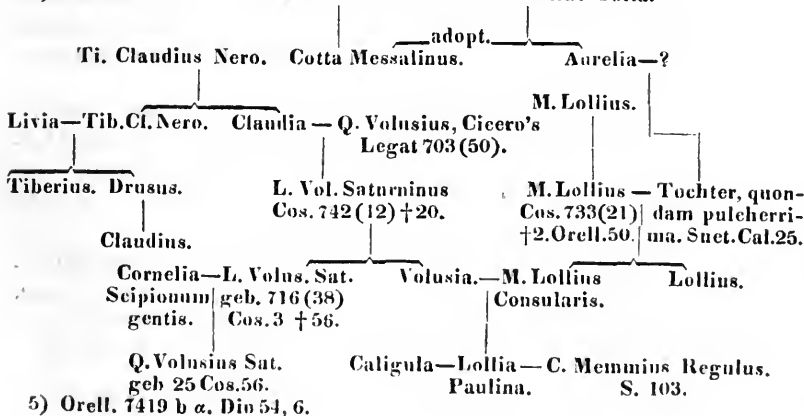 adopt.
Ti. Claudius Nero. Cotta Messalinus. Aurelia—?
M. Lollius.
Livia—Tib. Cl. Nero. Claudia — Q. Volusius, Cicero's
Legat 703 (50).
Tiberius. Drusus. L. Vol. Saturninus M. Lollius — Tochter, quon-
Cos. 742 (12) †20. Cos. 733 (21) dam pulcherri-
†2. Orell. 50. ma. Suet. Cal. 25.
Claudius.
Cornelia—L. Volus. Sat. Volusia.—M. Lollius Lollius.
Scipionum geb. 716 (38) Consularis.
gentis. Cos. 3 †56.
Q. Volusius Sat. Caligula—Lollia— C. Memmius Regulus.
geb 25 Cos. 56. Paulina. S. 103.
5) Orell. 7419 b α. Dio 54, 6.